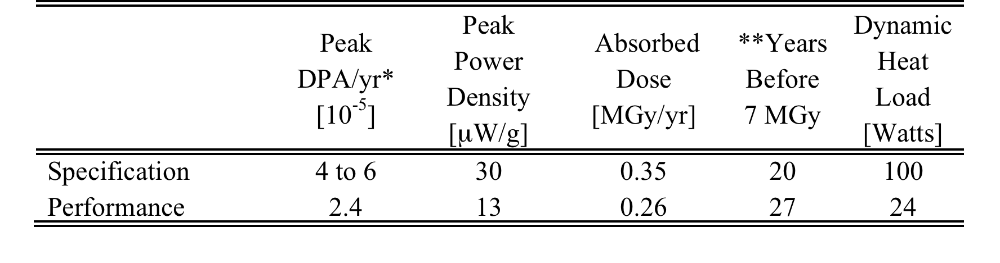 Peak DPA/yr* [10-5] Peak Power Density [μW/g] Absorbed Dose [MGy/yr] **Years Before 7 MGy Dynamic Heat Load [Watts]
Specification 4 to 6 30 0.35 20 100
Performance 2.4 13 0.26 27 24